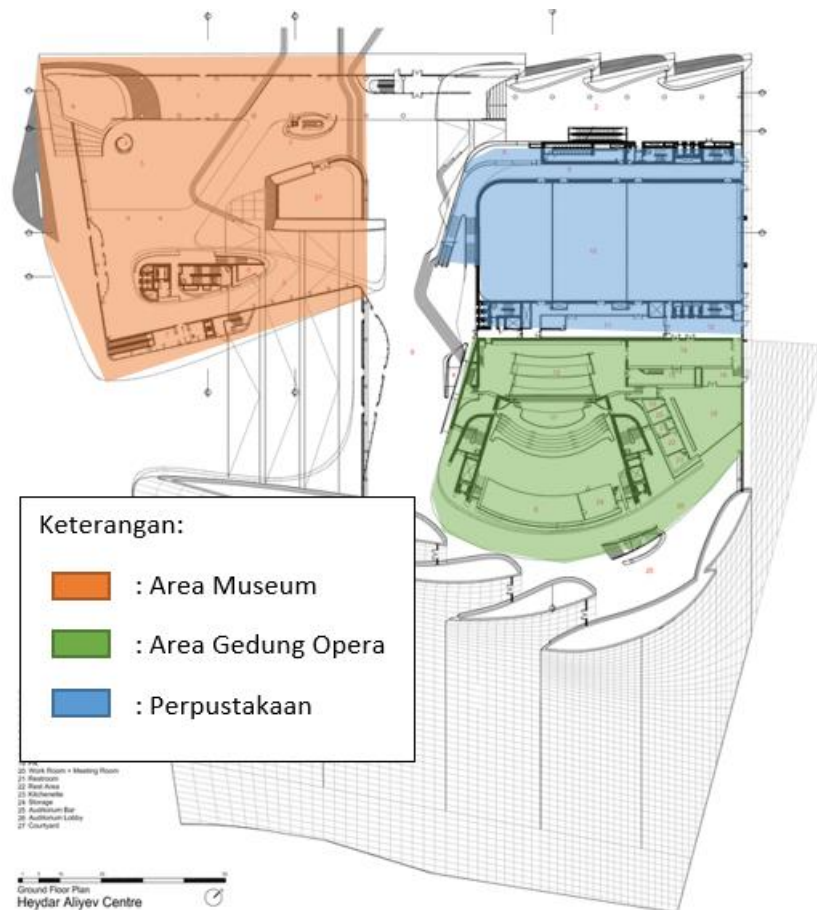 Keterangan:
: Area Museum
: Area Gedung Opera
: Perpustakaan
20 Work Room + Meeting Room
21 Restroom
22 Rest Area
23 Kitchenette
24 Storage
25 Auditorium Bar
26 Auditorium Lobby
27 Courtyard
Ground Floor Plan
Heydar Aliyev Centre